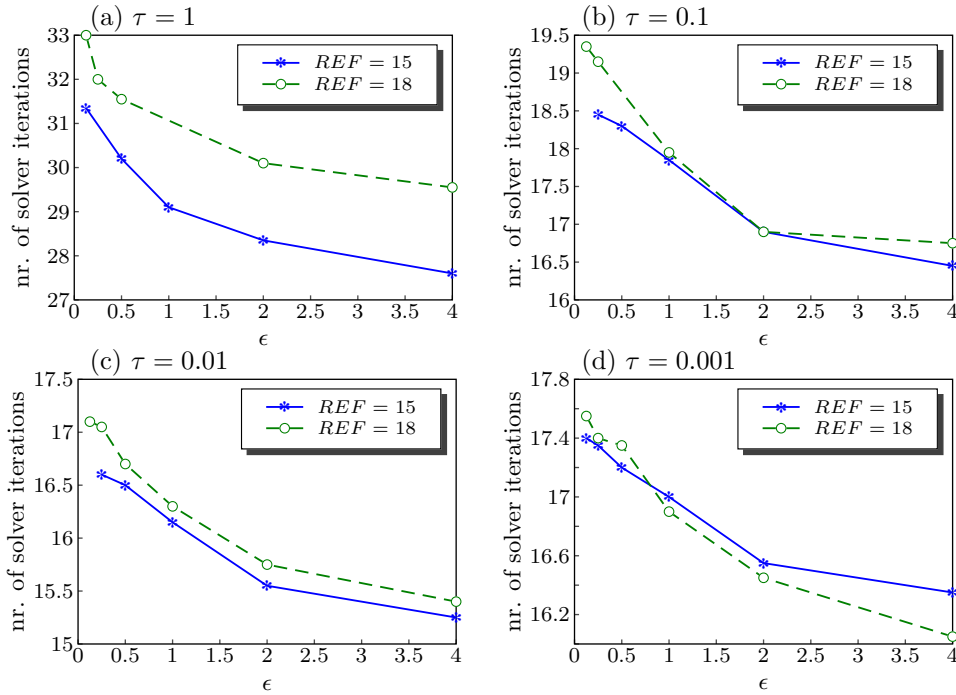 (a) τ = 1
33
32
31
30
29
28
27
nr. of solver iterations
REF = 15
REF = 18
0 0.5 1 1.5 2 2.5 3 3.5 4
ϵ
(b) τ = 0.1
19.5
19
18.5
18
17.5
17
16.5
16
nr. of solver iterations
REF = 15
REF = 18
0 0.5 1 1.5 2 2.5 3 3.5 4
ϵ
(c) τ = 0.01
17.5
17
16.5
16
15.5
15
nr. of solver iterations
REF = 15
REF = 18
0 0.5 1 1.5 2 2.5 3 3.5 4
ϵ
(d) τ = 0.001
17.8
17.4
17
16.6
16.2
nr. of solver iterations
REF = 15
REF = 18
0 0.5 1 1.5 2 2.5 3 3.5 4
ϵ